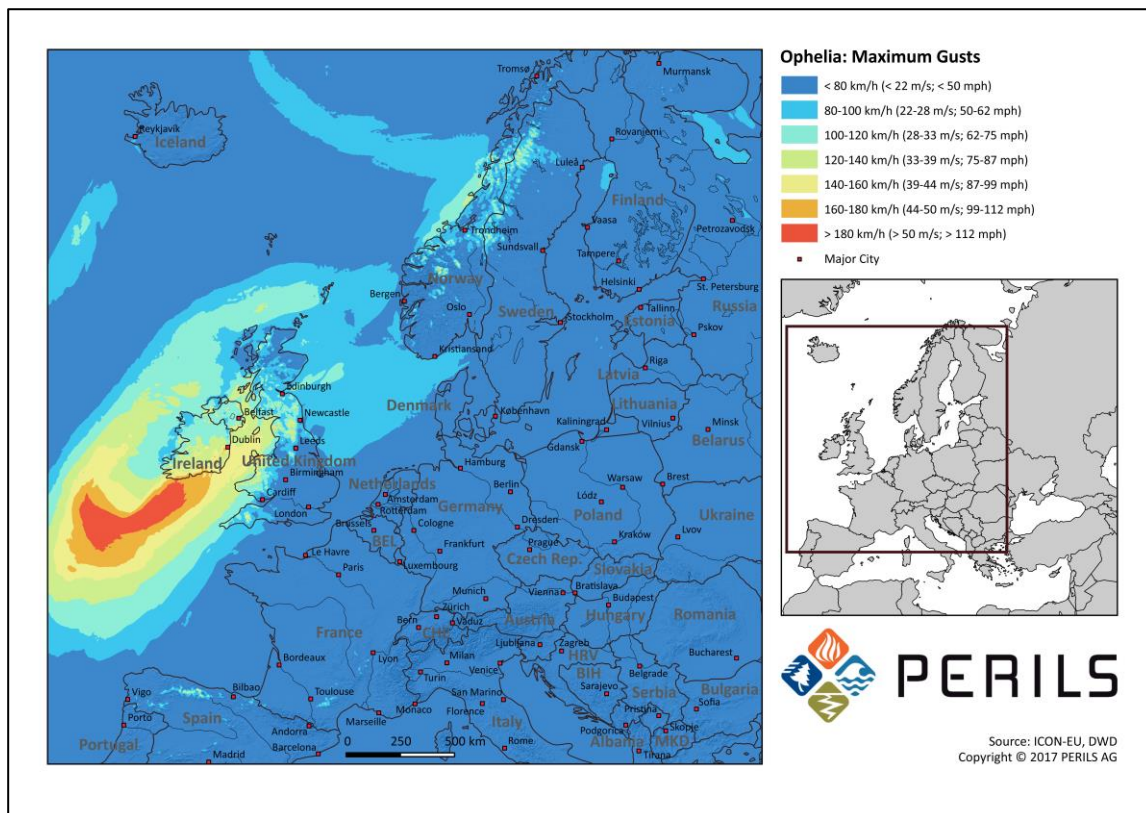 Ophelia: Maximum Gusts
< 80 km/h (< 22 m/s; < 50 mph)
80-100 km/h (22-28 m/s; 50-62 mph)
100-120 km/h (28-33 m/s; 62-75 mph)
120-140 km/h (33-39 m/s; 75-87 mph)
140-160 km/h (39-44 m/s; 87-99 mph)
160-180 km/h (44-50 m/s; 99-112 mph)
> 180 km/h (> 50 m/s; > 112 mph)
Major City
Tromsø
Murmansk
Reykjavik
Iceland
Rovaniemi
Luleå
Finland
Vaasa
Trondheim
Petrozavodsk
Sundsvall
Tampere
Norway
Helsinki
St. Petersburg
Bergen
Oslo
Sweden
Tallinn
Russia
Stockholm
Estonia
Pskov
Kristiansand
Riga
Latvia
Edinburgh
Denmark
Lithuania
Belfast
Newcastle
København
Kaliningrad
Vilnius
Minsk
Dublin
Leeds
Gdansk
Belarus
Ireland
United Kingdom
Hamburg
Birmingham
Netherlands
Berlin
Warsaw
Brest
Cardiff
Amsterdam
London
Rotterdam
Germany
Lódz
Poland
Ukraine
Brussels
Cologne
Dresden
BEL
Prague
Kraków
Lvov
Le Havre
Frankfurt
Czech Rep.
Paris
Luxembourg
Slovakia
Munich
Vienna
Bratislava
Zürich
Budapest
Bern
CHE
Vaduz
Austria
Hungary
Romania
France
Ljubljana
Zagreb
Lyon
Milan
Venice
HRV
Bucharest
Bordeaux
Turin
BIH
Belgrade
Vigo
Bilbao
Toulouse
San Marino
Sarajevo
Serbia
Bulgaria
Porto
Spain
Marseille
Monaco
Florence
Pristina
Sofia
Andorra
Italy
Podgorica
Skopje
Portugal
Barcelona
Albania
MKD
Madrid
Rome
Tirana
0 250 500 km
PERILS
Source: ICON-EU, DWD
Copyright © 2017 PERILS AG